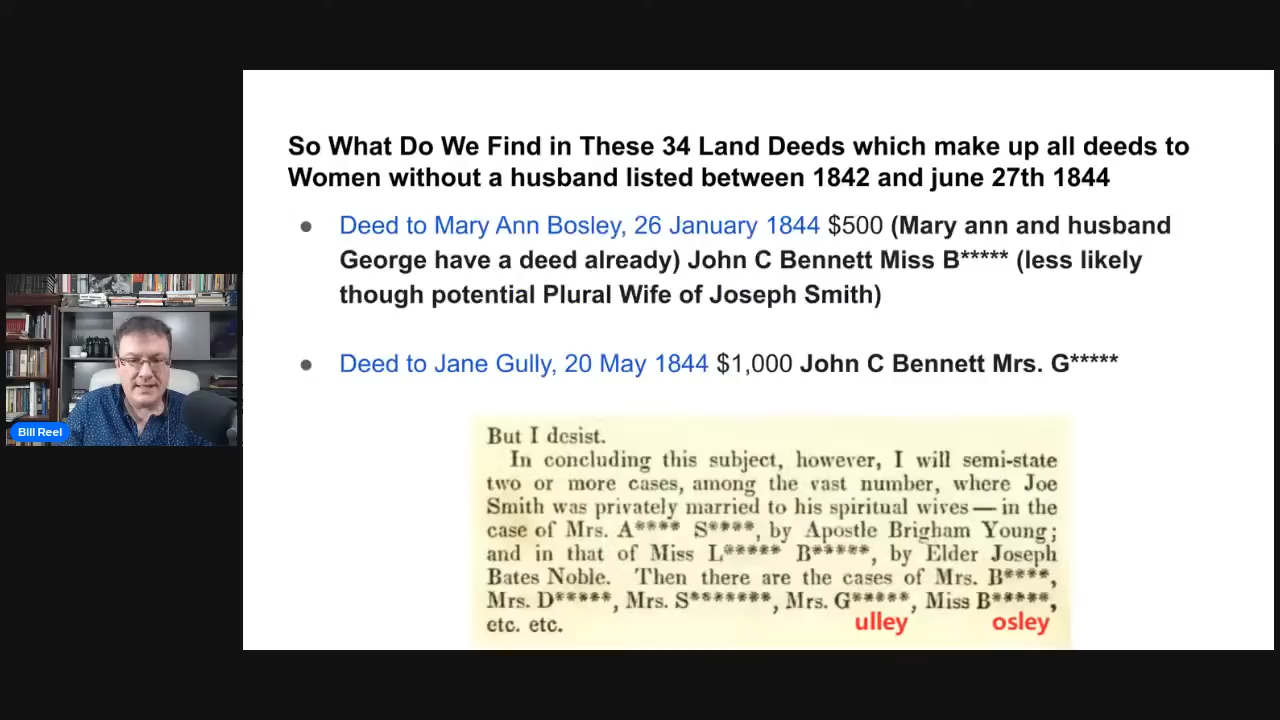 So What Do We Find in These 34 Land Deeds which make up all deeds to
Women without a husband listed between 1842 and june 27th 1844
● Deed to Mary Ann Bosley, 26 January 1844 $500 (Mary ann and husband
George have a deed already) John C Bennett Miss B***** (less likely
though potential Plural Wife of Joseph Smith)
● Deed to Jane Gully, 20 May 1844 $1,000 John C Bennett Mrs. G*****
But I desist.
In concluding this subject, however, I will semi-state
two or more cases, among the vast number, where Joe
Smith was privately married to his spiritual wives — in the
case of Mrs. A**** S****, by Apostle Brigham Young;
and in that of Miss L***** B*****, by Elder Joseph
Bates Noble. Then there are the cases of Mrs. B****,
Mrs. D*****, Mrs. S*******, Mrs. G*****, Miss B*****,
ulley osley
etc. etc.
Bill Reel